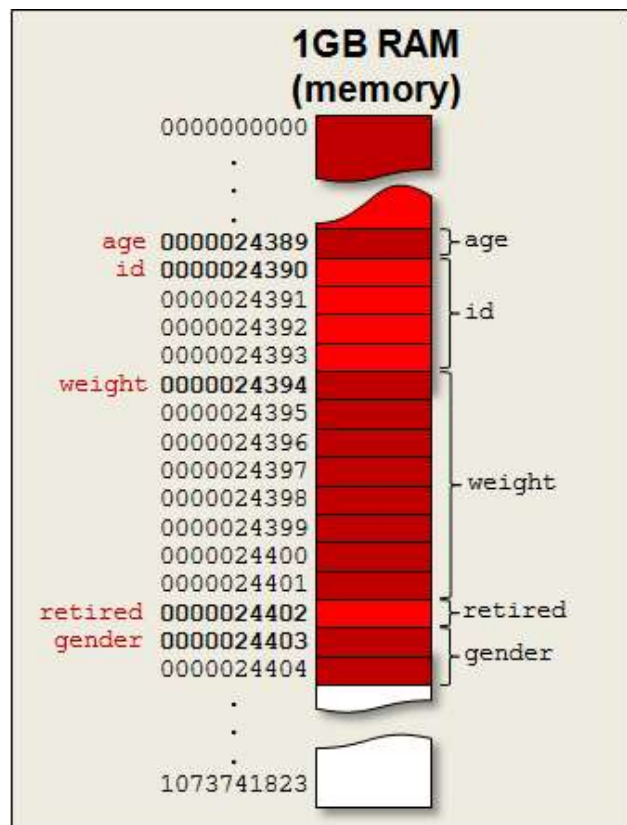 1GB RAM
(memory)
0000000000
.
.
.
age 0000024389 age
id 0000024390
0000024391 id
0000024392
0000024393
weight 0000024394
0000024395
0000024396
0000024397
0000024398 weight
0000024399
0000024400
0000024401
retired 0000024402 retired
gender 0000024403 gender
0000024404
.
.
.
1073741823